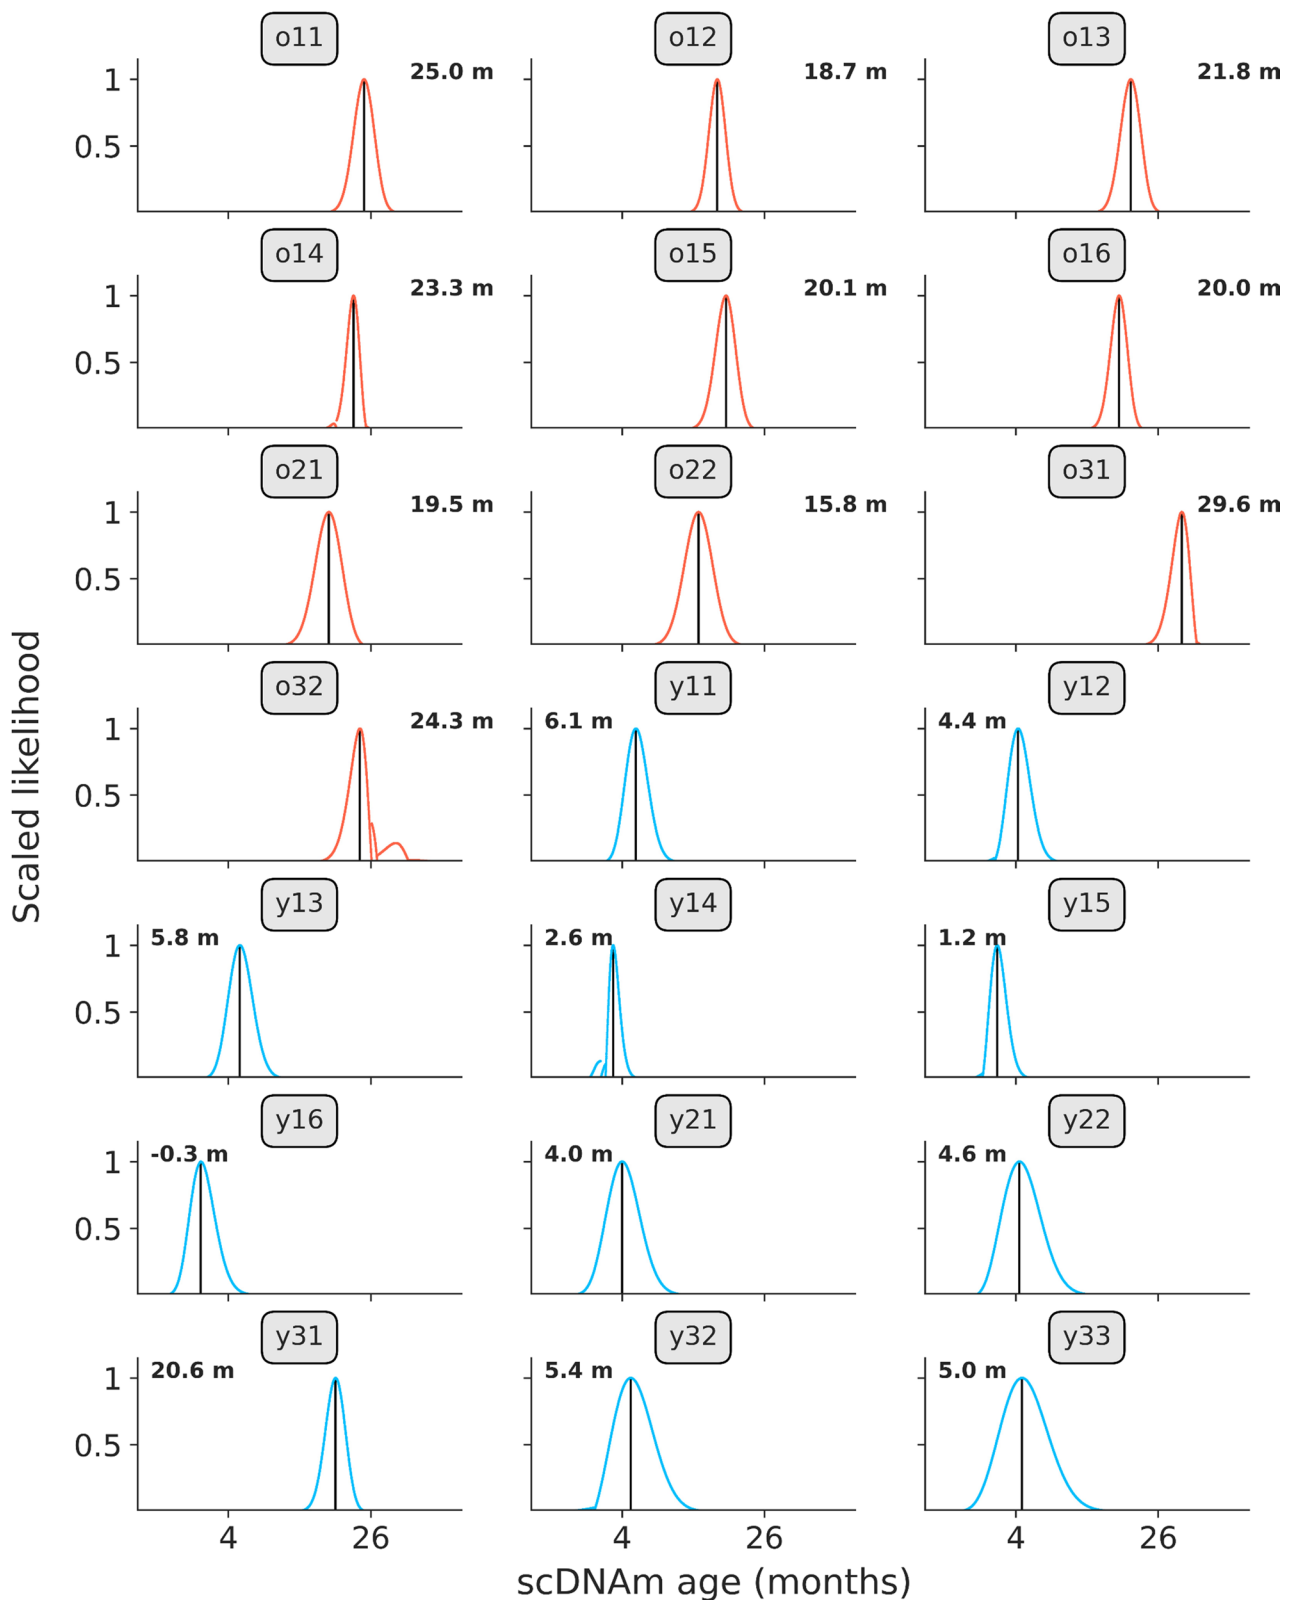 o11
o12
o13
25.0 m
18.7 m
21.8 m
1
0.5
o14
o15
o16
23.3 m
20.1 m
20.0 m
1
0.5
o21
o22
o31
19.5 m
15.8 m
29.6 m
1
0.5
o32
y11
y12
24.3 m
6.1 m
4.4 m
1
0.5
y13
y14
y15
5.8 m
2.6 m
1.2 m
1
0.5
y16
y21
y22
-0.3 m
4.0 m
4.6 m
1
0.5
y31
y32
y33
20.6 m
5.4 m
5.0 m
1
0.5
4
26
4
26
4
26
Scaled likelihood
scDNAm age (months)